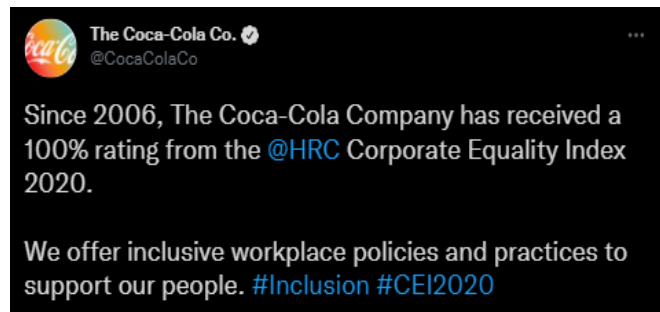 The Coca-Cola Co.
@CocaColaCo
Since 2006, The Coca-Cola Company has received a
100% rating from the @HRC Corporate Equality Index
2020.
We offer inclusive workplace policies and practices to
support our people. #Inclusion #CEI2020